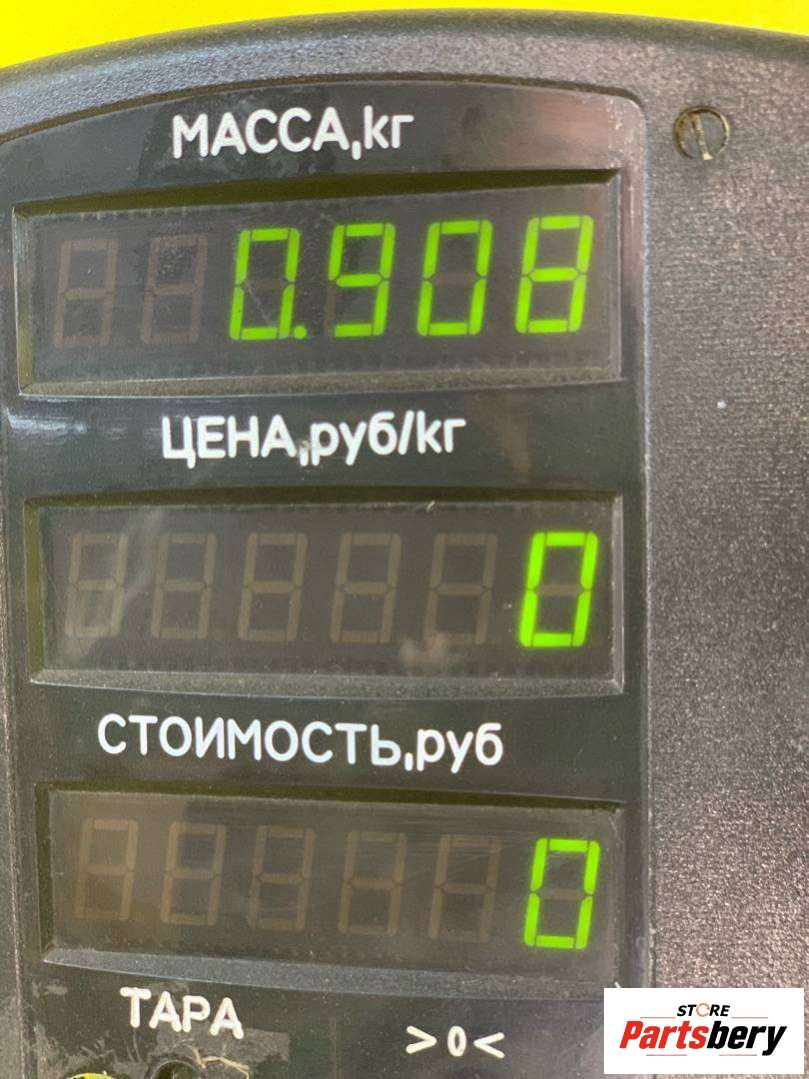 МАССА,кг
0.908
ЦЕНА,руб/кг
0
СТОИМОСТЬ,руб
0
ТАРА
>0<
STORE
Partsbery